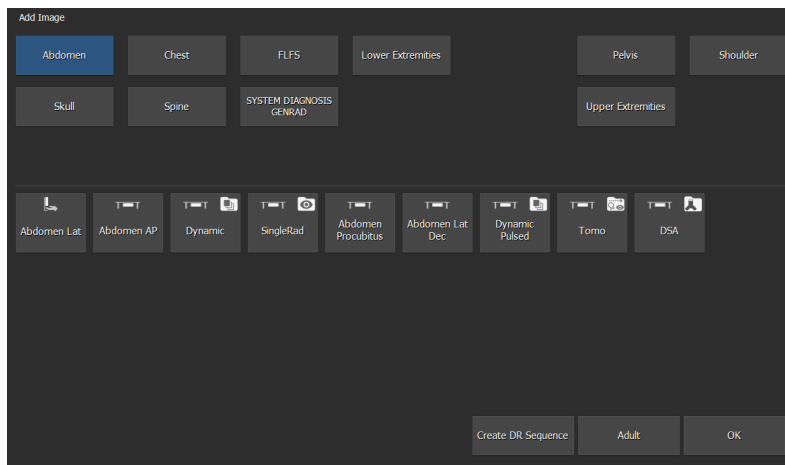 Add Image
Abdomen
Chest
FLFS
Lower Extremities
Pelvis
Shoulder
Skull
Spine
SYSTEM DIAGNOSIS
GENRAD
Upper Extremities
Abdomen Lat
Abdomen AP
Dynamic
SingleRad
Abdomen
Procubitus
Abdomen Lat
Dec
Dynamic
Pulsed
Tomo
DSA
Create DR Sequence
Adult
OK